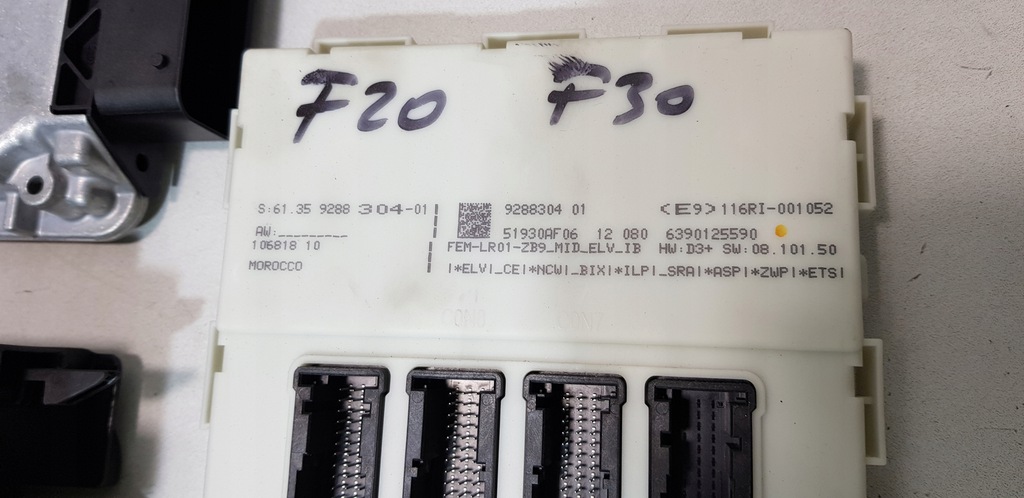 F20 F30
S:61.35 9288 304-01 9288304 01 <E9>116RI-001052
AW:_________ 51930AF06 12 080 6390125590
106818 10 FEM-LR01-ZB9_MID_ELV_IB HW:D3+ SW:08.101.50
MOROCCO |*ELV|_CE|*NCW|_BIX|*ILP|_SRA|*ASP|*ZWP|*ETS|